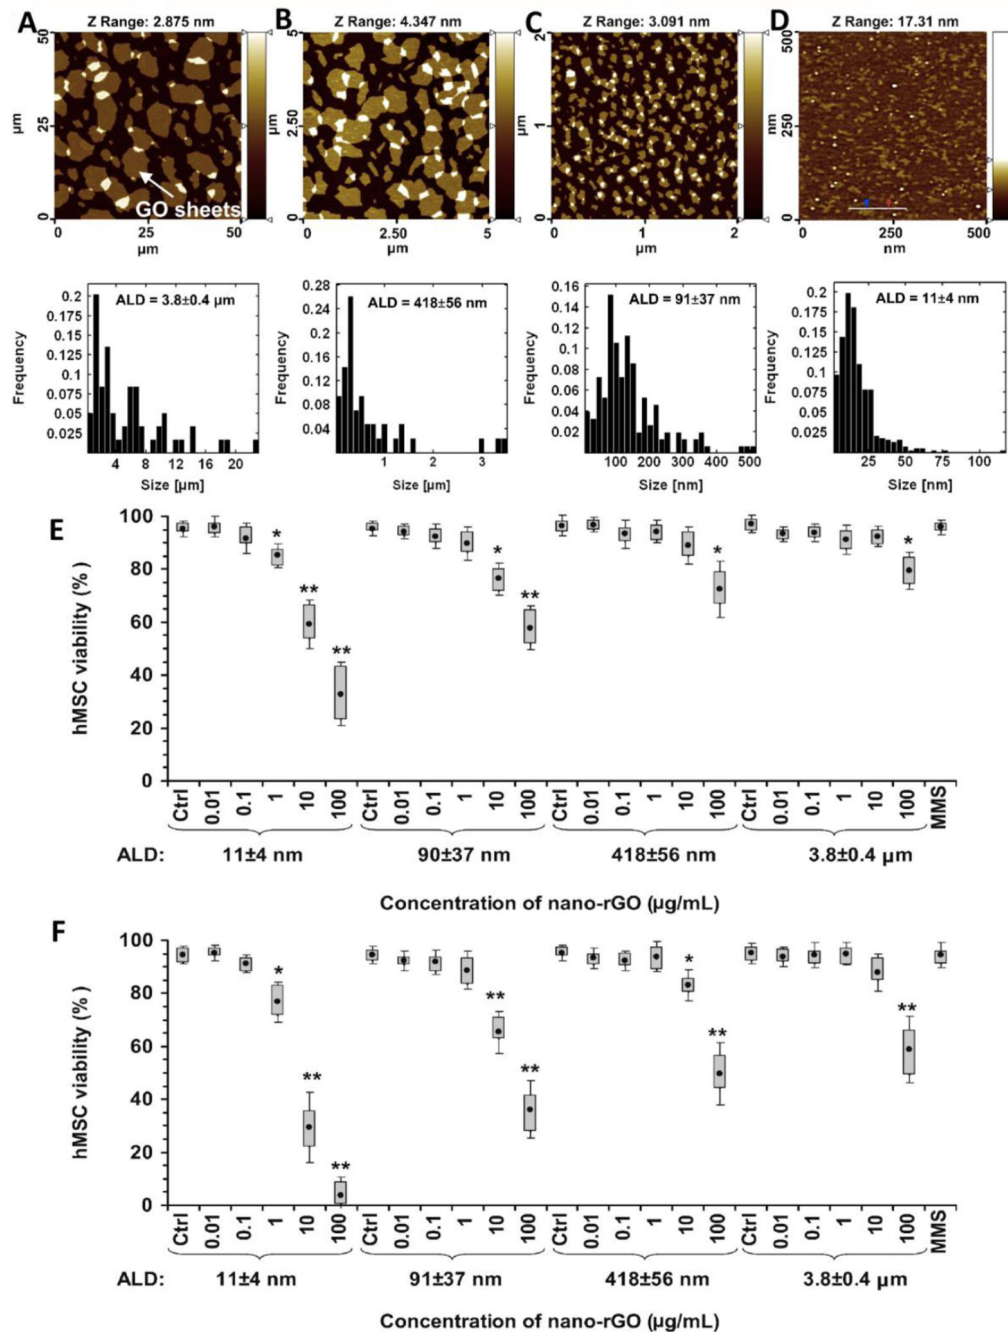 A
Z Range: 2.875 nm
B
Z Range: 4.347 nm
C
Z Range: 3.091 nm
D
Z Range: 17.31 nm
50
µm
25
0
GO sheets
0
25
50
µm
5
µm
2.50
0
0
2.50
5
µm
2
µm
1
0
0
1
2
µm
500
nm
250
0
0
250
500
nm
ALD = 3.8±0.4 µm
Frequency
0.2
0.175
0.15
0.125
0.1
0.075
0.05
0.025
4 8 12 16 20
Size [µm]
ALD = 418±56 nm
Frequency
0.28
0.24
0.2
0.16
0.12
0.08
0.04
1 2 3
Size [µm]
ALD = 91±37 nm
Frequency
0.16
0.14
0.12
0.1
0.08
0.06
0.04
0.02
100 200 300 400 500
Size [nm]
ALD = 11±4 nm
Frequency
0.2
0.175
0.15
0.125
0.1
0.075
0.05
0.025
25 50 75 100
Size [nm]
E
hMSC viability (%)
100
80
60
40
20
0
* ** ** * ** * *
Ctrl 0.01 0.1 1 10 100 Ctrl 0.01 0.1 1 10 100 Ctrl 0.01 0.1 1 10 100 Ctrl 0.01 0.1 1 10 100 MMS
ALD: 11±4 nm 90±37 nm 418±56 nm 3.8±0.4 µm
Concentration of nano-rGO (µg/mL)
F
hMSC viability (%)
100
80
60
40
20
0
* ** ** ** ** * ** **
Ctrl 0.01 0.1 1 10 100 Ctrl 0.01 0.1 1 10 100 Ctrl 0.01 0.1 1 10 100 Ctrl 0.01 0.1 1 10 100 MMS
ALD: 11±4 nm 91±37 nm 418±56 nm 3.8±0.4 µm
Concentration of nano-rGO (µg/mL)